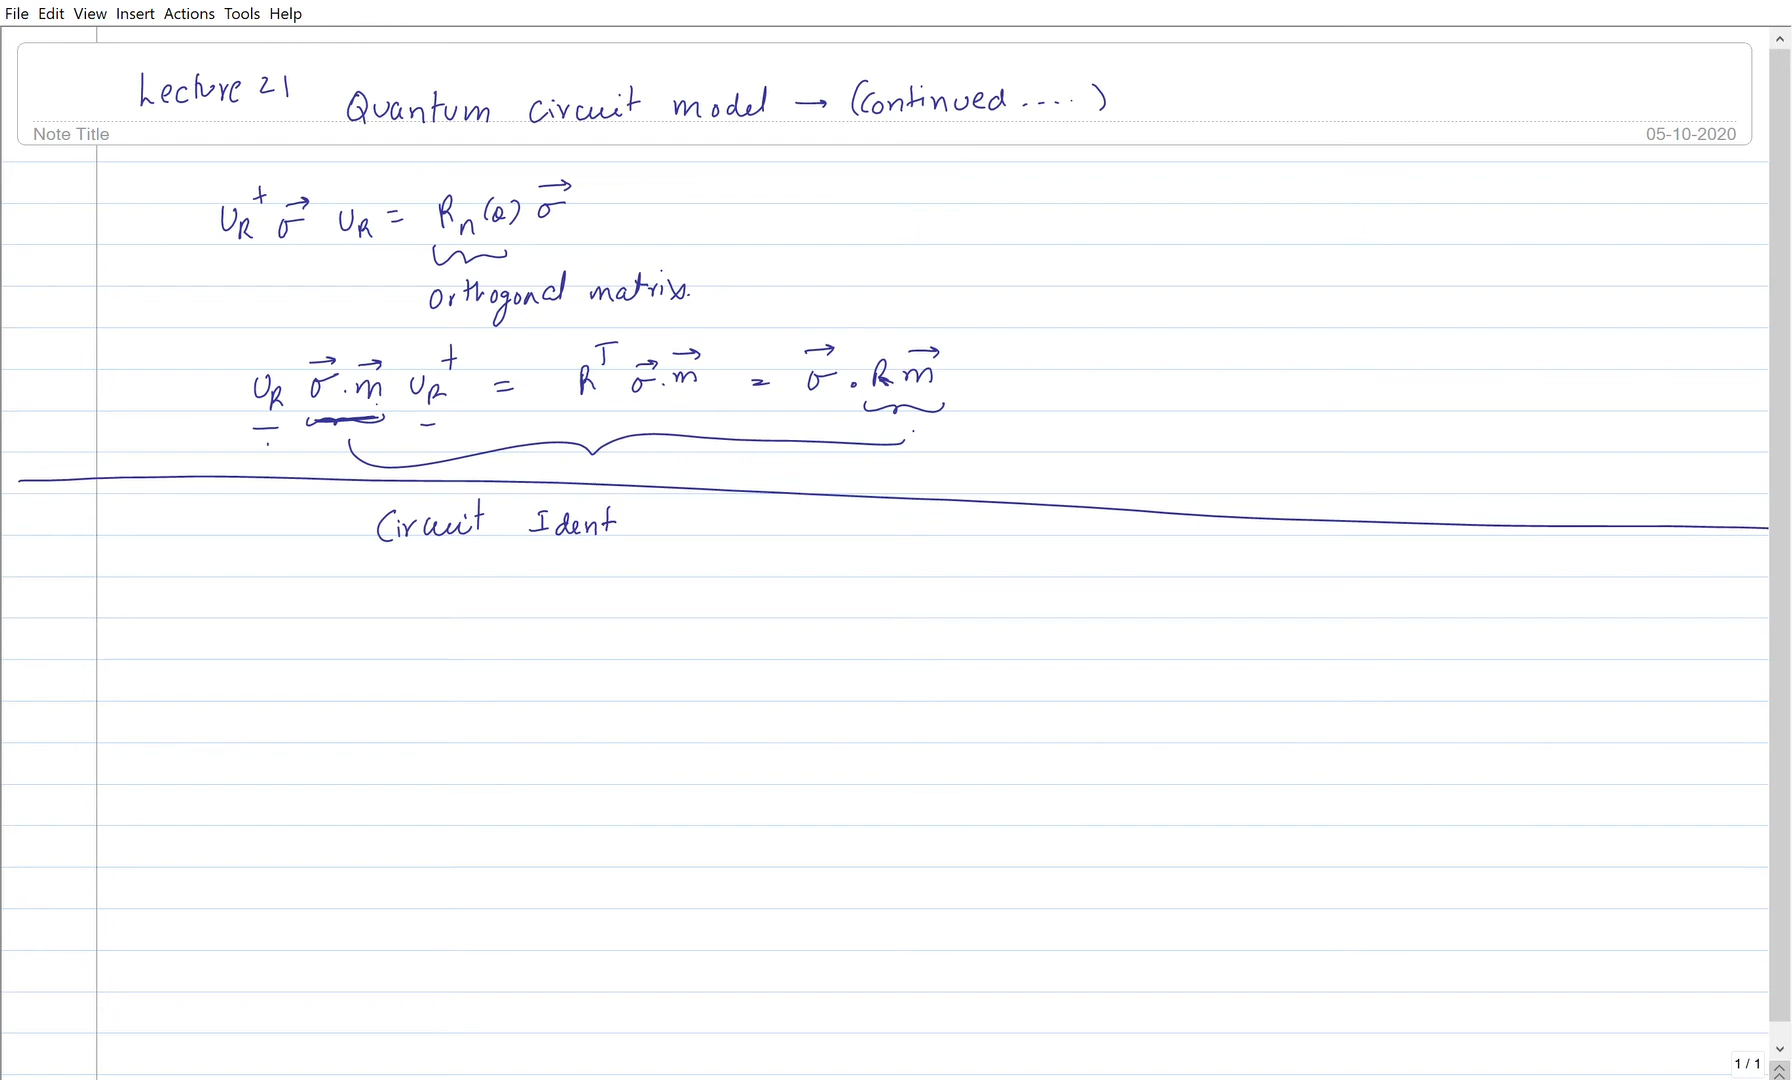 File Edit View Insert Actions Tools Help
Lecture 21 Quantum circuit model → (Continued ....)
Note Title 05-10-2020
U_R^† σ⃗ U_R = R_n(θ) σ⃗
Orthogonal matrix.
U_R σ⃗.m⃗ U_R^† = R^T σ⃗.m⃗ = σ⃗.R m⃗
Circuit Ident
1 / 1